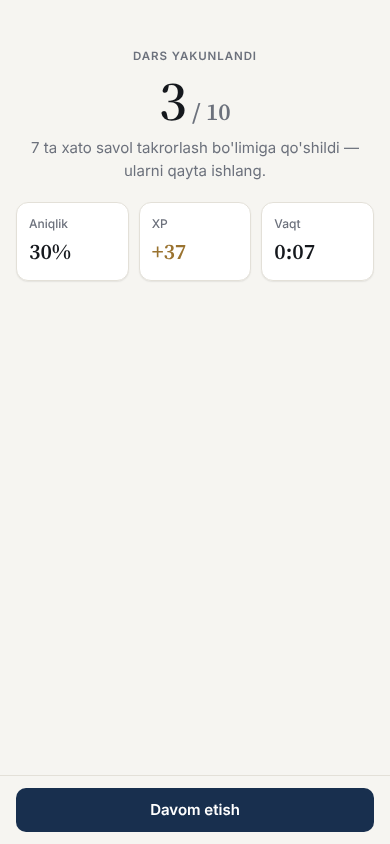 DARS YAKUNLANDI
3 / 10
7 ta xato savol takrorlash bo'limiga qo'shildi —
ularni qayta ishlang.
Aniqlik
30%
XP
+37
Vaqt
0:07
Davom etish